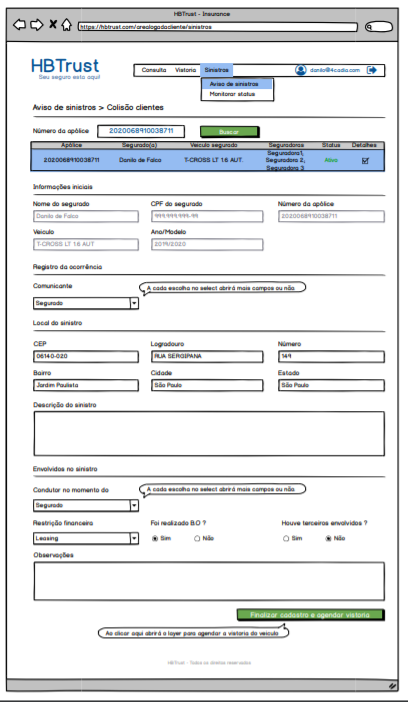 HBTrust - Insurance
https://hbtrust.com/arealogadocliente/sinistros
HBTrust
Seu seguro esta aqui!
Consulta Vistoria Sinistros
danilo@4cadia.com
Aviso de sinistros
Monitorar status
Aviso de sinistros > Colisão clientes
Número da apólice 2020068910038711 Buscar
Apólice Segurado(a) Veículo segurado Seguradoras Status Detalhes
2020068910038711 Danilo de Falco T-CROSS LT 1.6 AUT. Seguradora1, Seguradora 2, Seguradora 3 Ativo
Informações iniciais
Nome do segurado CPF do segurado Número da apólice
Danilo de Falco 999.999.999-99 2020068910038711
Veículo Ano/Modelo
T-CROSS LT 1.6 AUT 2019/2020
Registro da ocorrência
Comunicante
A cada escolha no select abrirá mais campos ou não
Segurado
Local do sinistro
CEP Logradouro Número
06140-020 RUA SERGIPANA 149
Bairro Cidade Estado
Jardim Paulista São Paulo São Paulo
Descrição do sinistro
Envolvidos no sinistro
Condutor no momento do
A cada escolha no select abrirá mais campos ou não
Segurado
Restrição financeira Foi realizado B.O ? Houve terceiros envolvidos ?
Leasing Sim Não Sim Não
Observações
Finalizar cadastro e agendar vistoria
Ao clicar aqui abrirá o layer para agendar a vistoria do veículo
HBTrust - Todos os direitos reservados